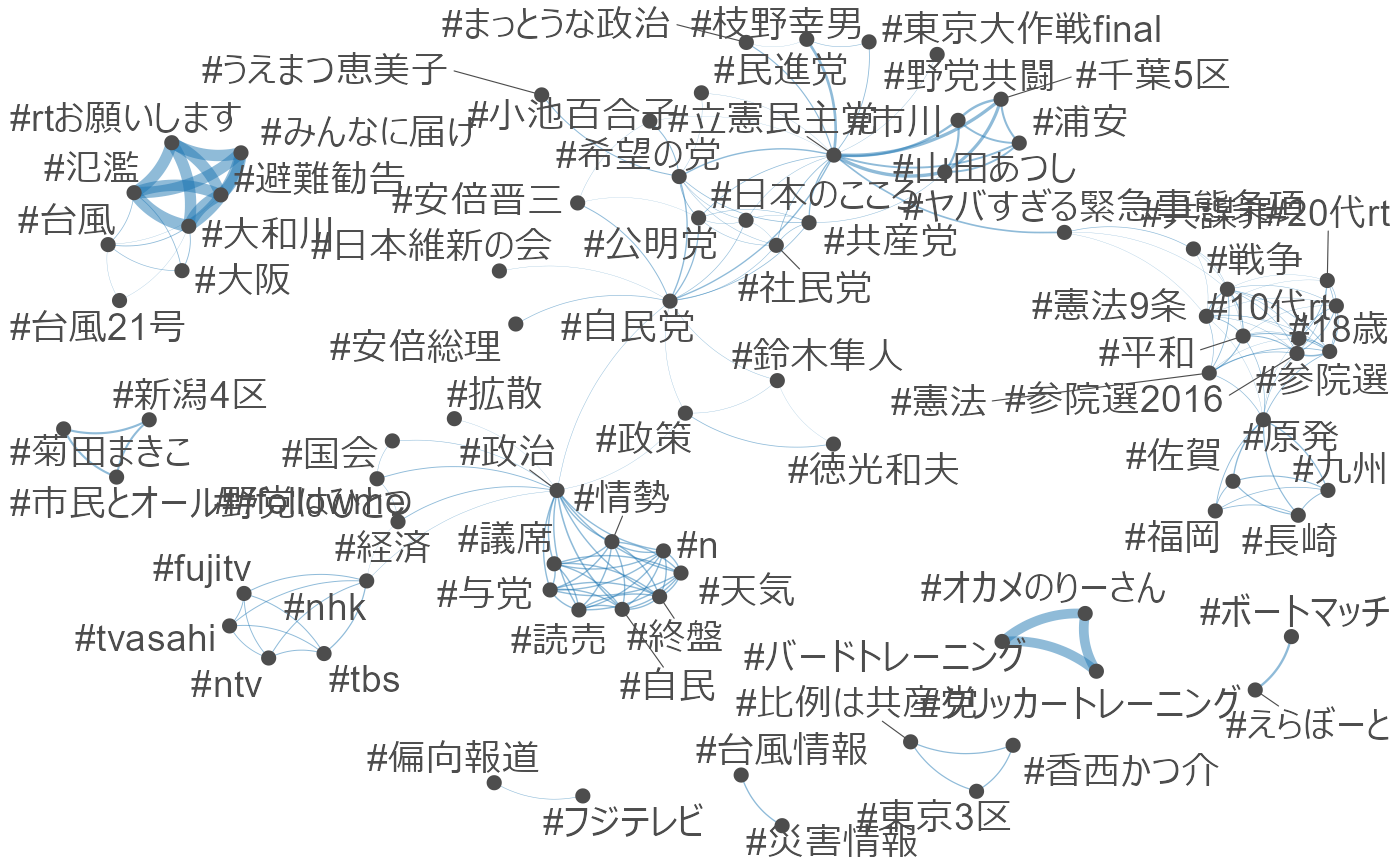 #まっとうな政治
#枝野幸男
#東京大作戦final
#うえまつ恵美子
#民進党
#野党共闘
#千葉5区
#rtお願いします
#みんなに届け
#小池百合子
#立憲民主党
#市川
#浦安
#氾濫
#避難勧告
#希望の党
#山田あつし
#安倍晋三
#日本のこころ
#ヤバすぎる緊急事態条項
#共謀罪
#20代rt
#台風
#大和川
#日本維新の会
#公明党
#共産党
#戦争
#大阪
#社民党
#憲法9条
#10代rt
#台風21号
#自民党
#18歳
#安倍総理
#鈴木隼人
#平和
#参院選
#新潟4区
#拡散
#憲法
#参院選2016
#菊田まきこ
#国会
#政治
#政策
#徳光和夫
#原発
#佐賀
#九州
#市民とオール野党はひとつ
#followme
#情勢
#経済
#議席
#n
#福岡
#長崎
#fujitv
#nhk
#与党
#天気
#オカメのりーさん
#ボートマッチ
#tvasahi
#読売
#終盤
#バードトレーニング
#ntv
#tbs
#自民
#比例は共産党
#クリッカートレーニング
#えらぼーと
#偏向報道
#台風情報
#香西かつ介
#フジテレビ
#災害情報
#東京3区